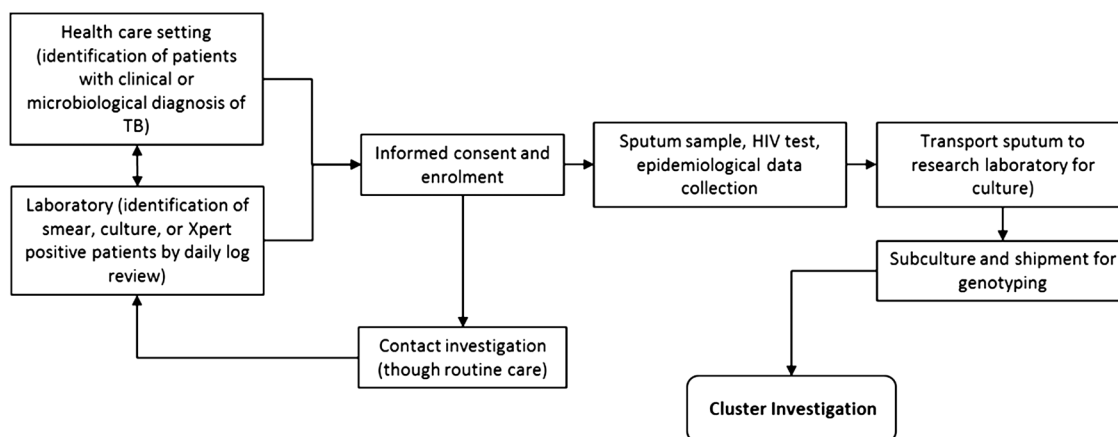 Health care setting
(identification of patients
with clinical or
microbiological diagnosis of
TB)
Laboratory (identification of
smear, culture, or Xpert
positive patients by daily log
review)
Informed consent and
enrolment
Contact investigation
(though routine care)
Sputum sample, HIV test,
epidemiological data
collection
Transport sputum to
research laboratory for
culture)
Subculture and shipment for
genotyping
Cluster Investigation